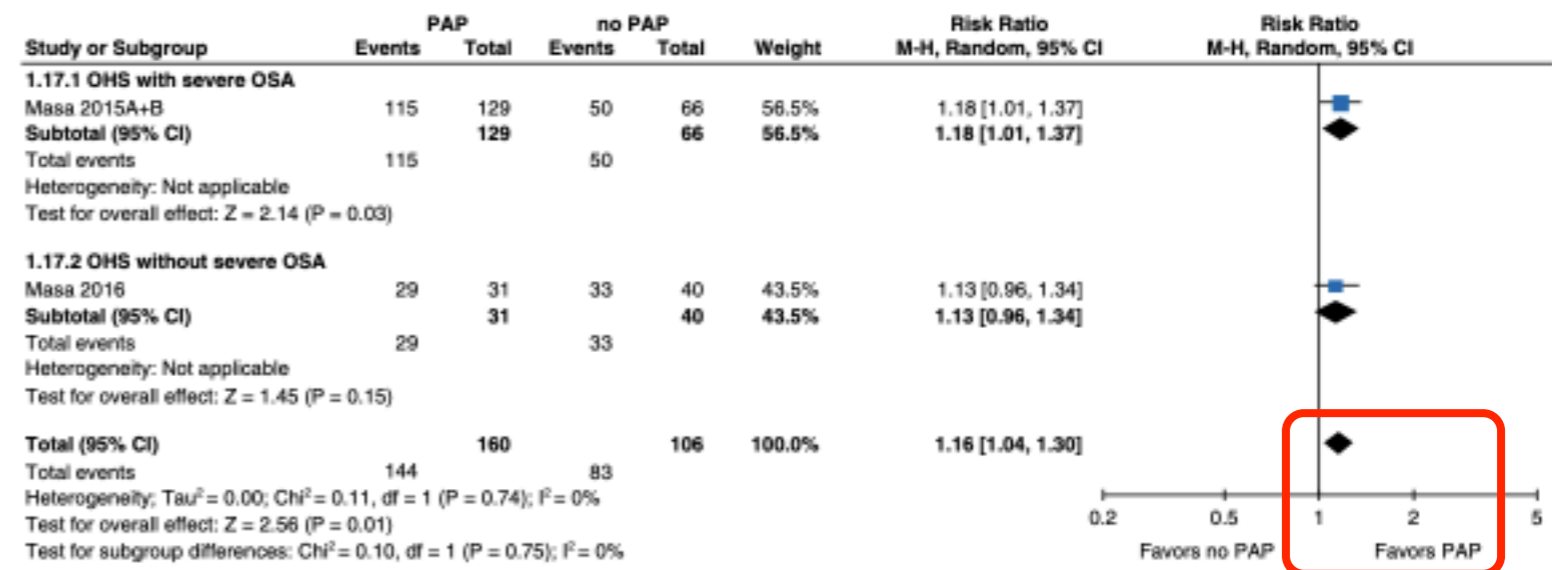 PAP no PAP Risk Ratio Risk Ratio
Study or Subgroup Events Total Events Total Weight M-H, Random, 95% CI M-H, Random, 95% CI
1.17.1 OHS with severe OSA
Masa 2015A+B 115 129 50 66 56.5% 1.18 [1.01, 1.37]
Subtotal (95% CI) 129 66 56.5% 1.18 [1.01, 1.37]
Total events 115 50
Heterogeneity: Not applicable
Test for overall effect: Z = 2.14 (P = 0.03)
1.17.2 OHS without severe OSA
Masa 2016 29 31 33 40 43.5% 1.13 [0.96, 1.34]
Subtotal (95% CI) 31 40 43.5% 1.13 [0.96, 1.34]
Total events 29 33
Heterogeneity: Not applicable
Test for overall effect: Z = 1.45 (P = 0.15)
Total (95% CI) 160 106 100.0% 1.16 [1.04, 1.30]
Total events 144 83
Heterogeneity; Tau² = 0.00; Chi² = 0.11, df = 1 (P = 0.74); I² = 0%
Test for overall effect: Z = 2.56 (P = 0.01)
Test for subgroup differences: Chi² = 0.10, df = 1 (P = 0.75); I² = 0%
0.2 0.5 1 2 5
Favors no PAP Favors PAP